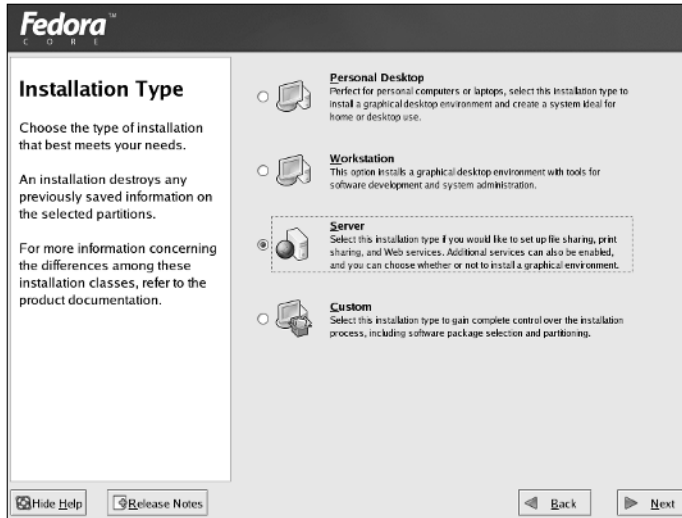 Fedora™
CORE
Installation Type
Choose the type of installation
that best meets your needs.
An installation destroys any
previously saved information on
the selected partitions.
For more information concerning
the differences among these
installation classes, refer to the
product documentation.
Personal Desktop
Perfect for personal computers or laptops, select this installation type to
install a graphical desktop environment and create a system ideal for
home or desktop use.
Workstation
This option installs a graphical desktop environment with tools for
software development and system administration.
Server
Select this installation type if you would like to set up file sharing, print
sharing, and Web services. Additional services can also be enabled,
and you can choose whether or not to install a graphical environment.
Custom
Select this installation type to gain complete control over the installation
process, including software package selection and partitioning.
Hide Help
Release Notes
Back
Next